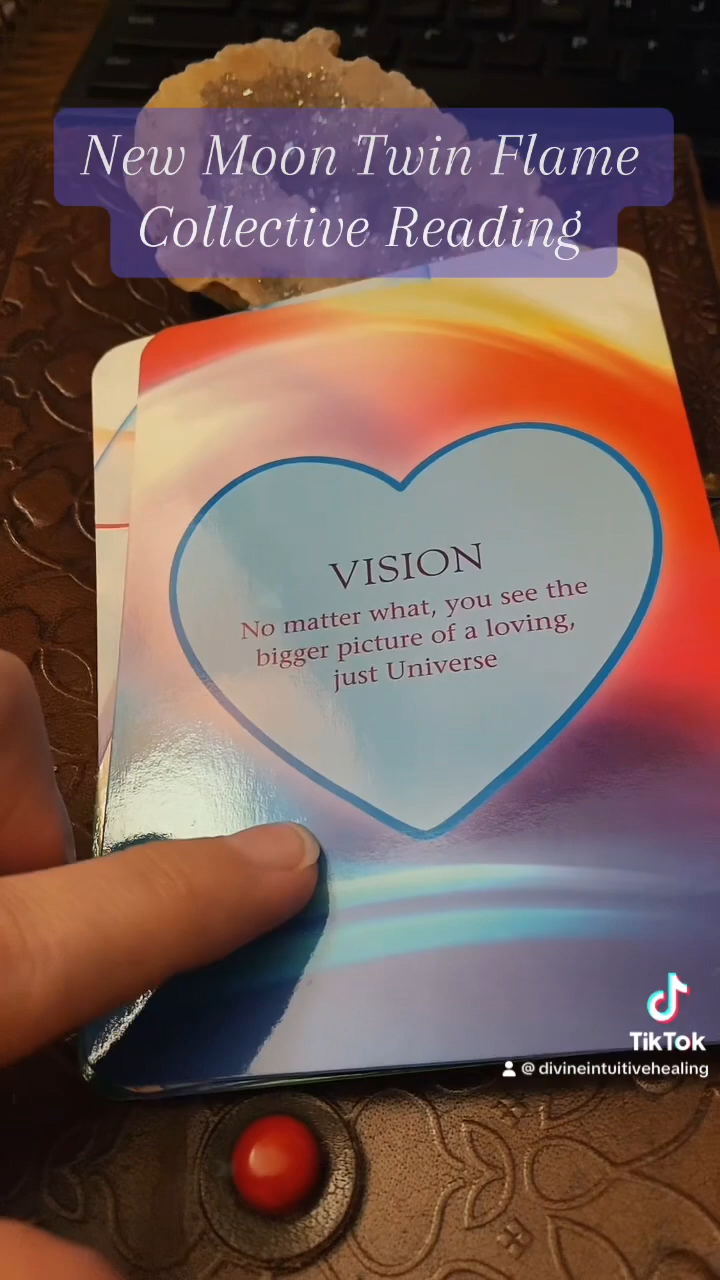 New Moon Twin Flame
Collective Reading
VISION
No matter what, you see the
bigger picture of a loving,
just Universe
TikTok
@ divineintuitivehealing